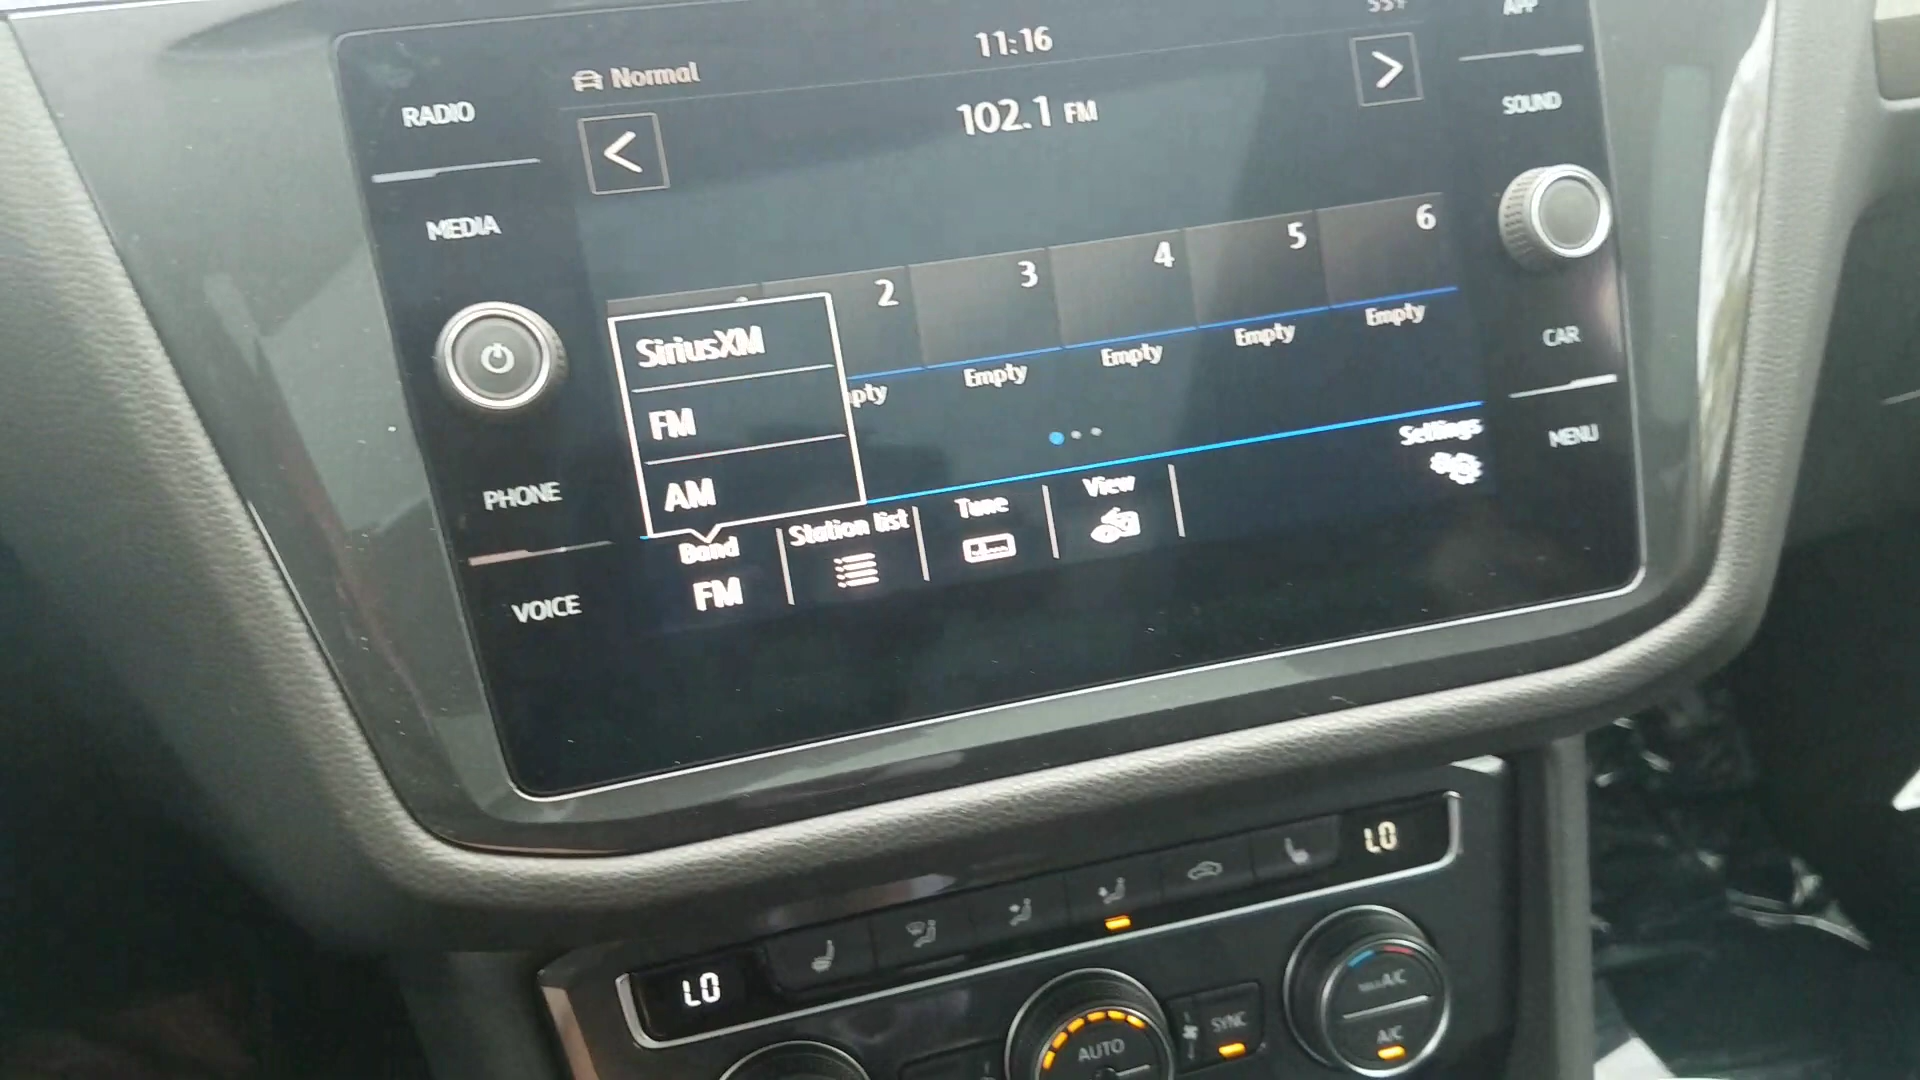 11:16
Normal
RADIO
102.1 FM
SOUND
MEDIA
2
3
4
5
6
SiriusXM
Empty
Empty
Empty
Empty
CAR
FM
AM
Settings
MENU
PHONE
Band
FM
Station list
Tune
View
VOICE
LO
LO
A/C
SYNC
AUTO
A/C